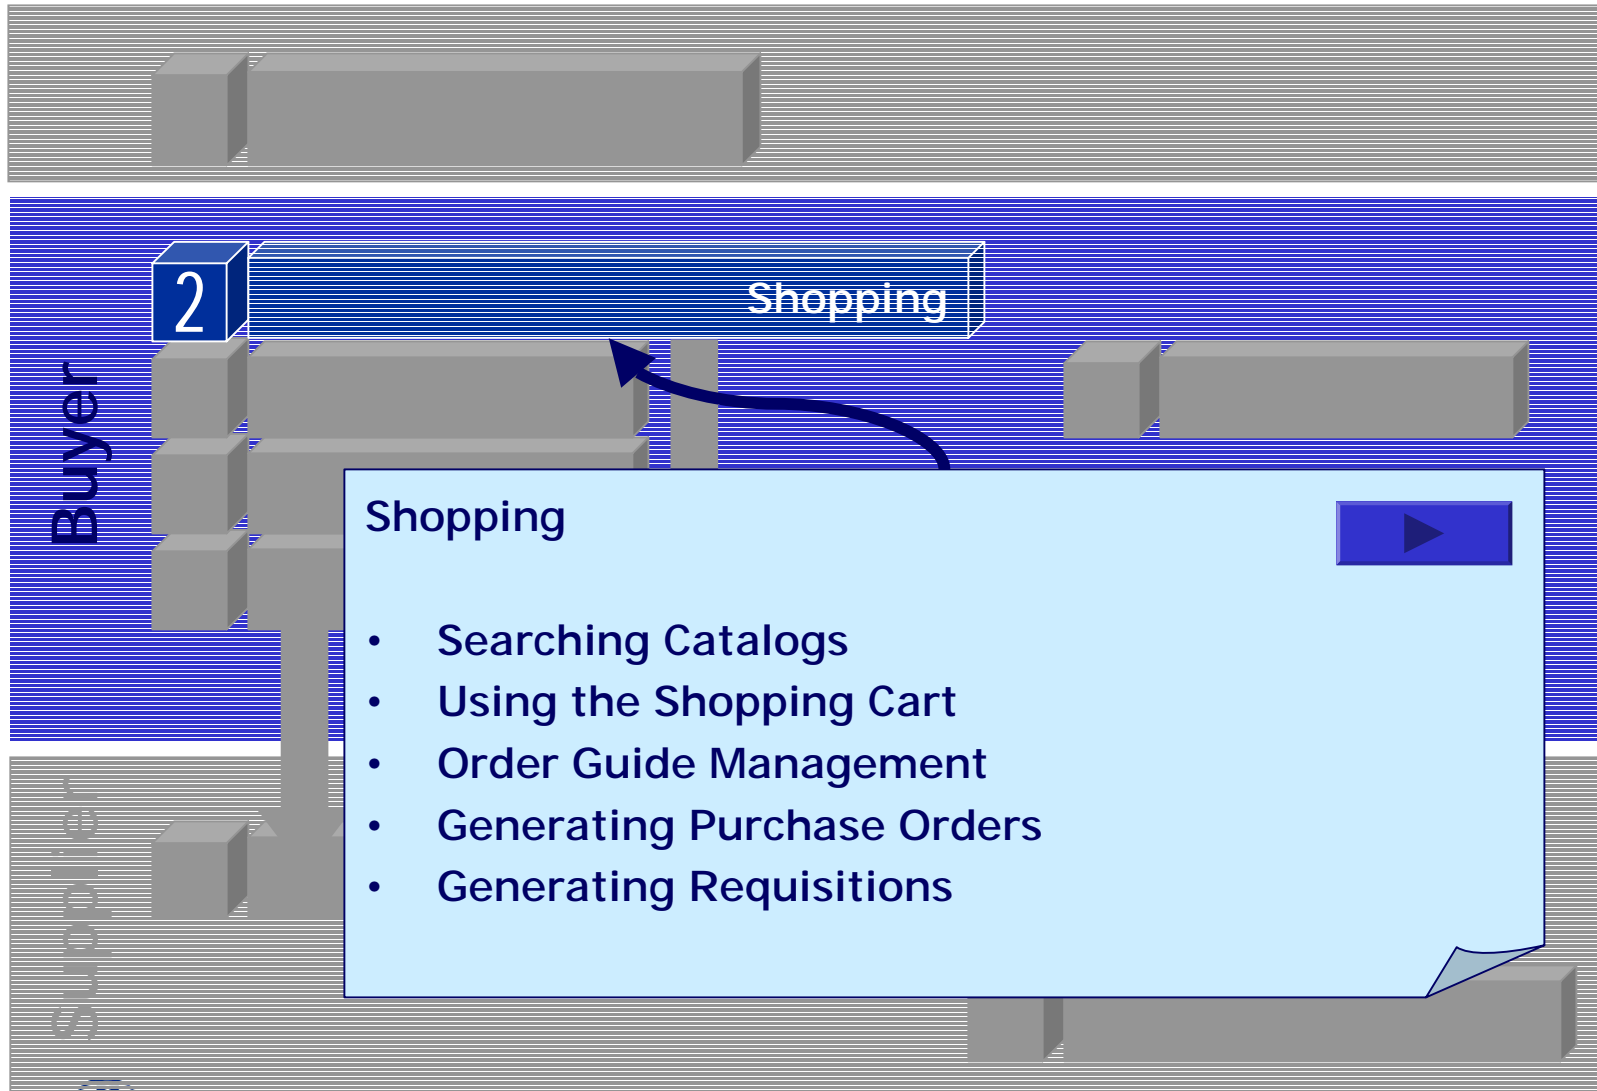 2
Shopping
Buyer
Shopping
• Searching Catalogs
• Using the Shopping Cart
• Order Guide Management
• Generating Purchase Orders
• Generating Requisitions
Supplier